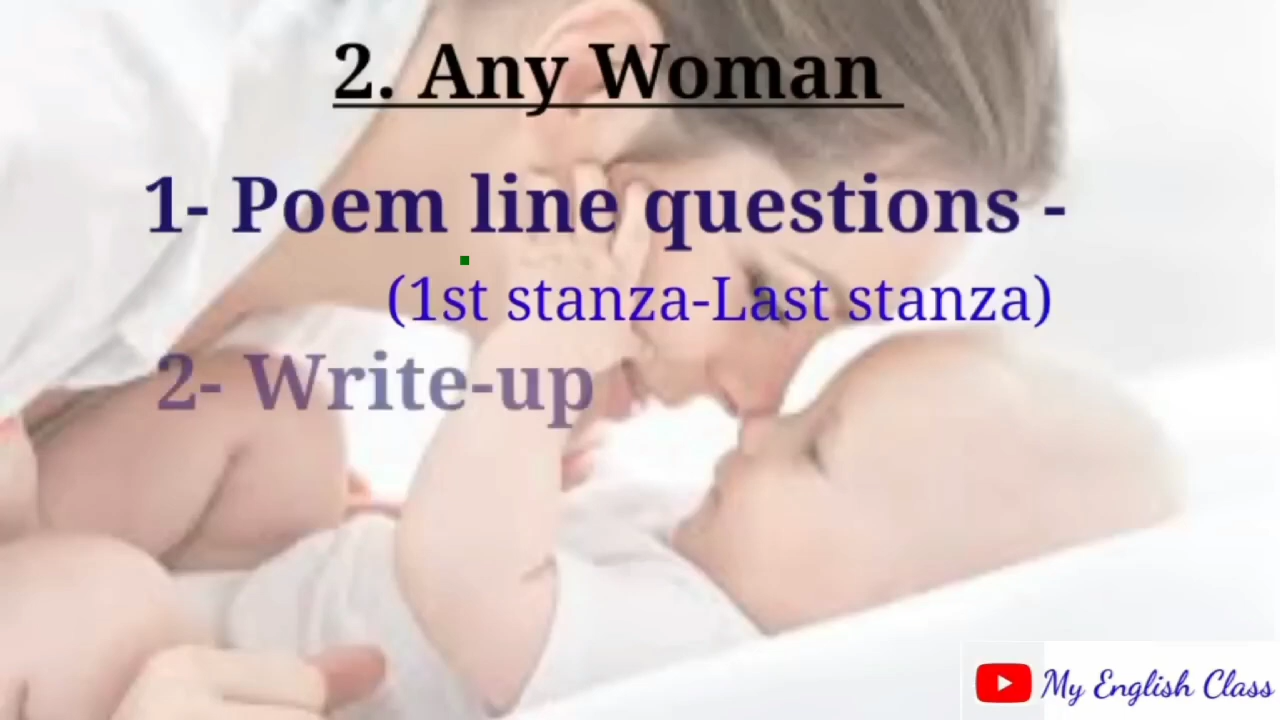 2. Any Woman
1- Poem line questions -
(1st stanza-Last stanza)
2- Write-up
My English Class